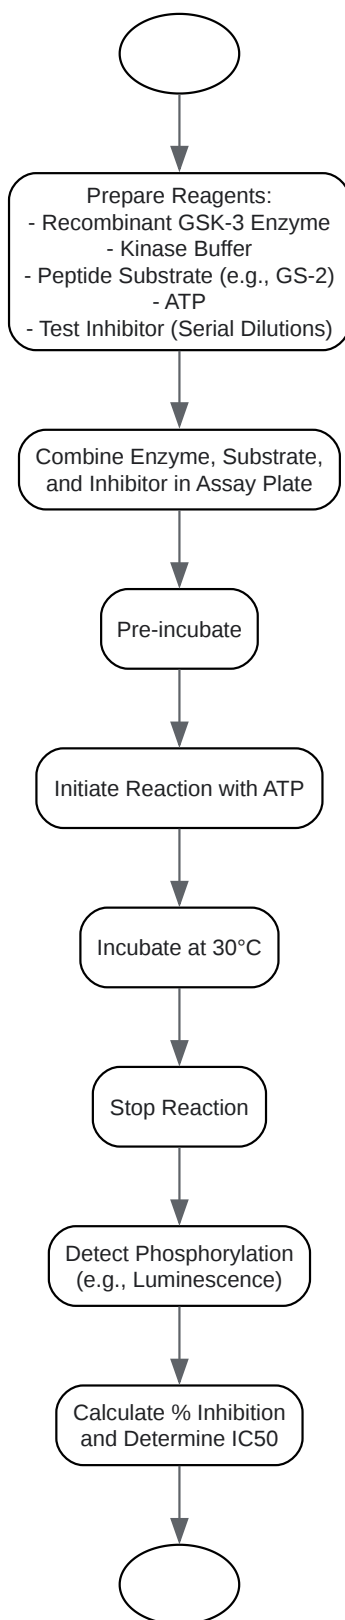 Prepare Reagents:
- Recombinant GSK-3 Enzyme
- Kinase Buffer
- Peptide Substrate (e.g., GS-2)
- ATP
- Test Inhibitor (Serial Dilutions)
Combine Enzyme, Substrate,
and Inhibitor in Assay Plate
Pre-incubate
Initiate Reaction with ATP
Incubate at 30°C
Stop Reaction
Detect Phosphorylation
(e.g., Luminescence)
Calculate % Inhibition
and Determine IC50